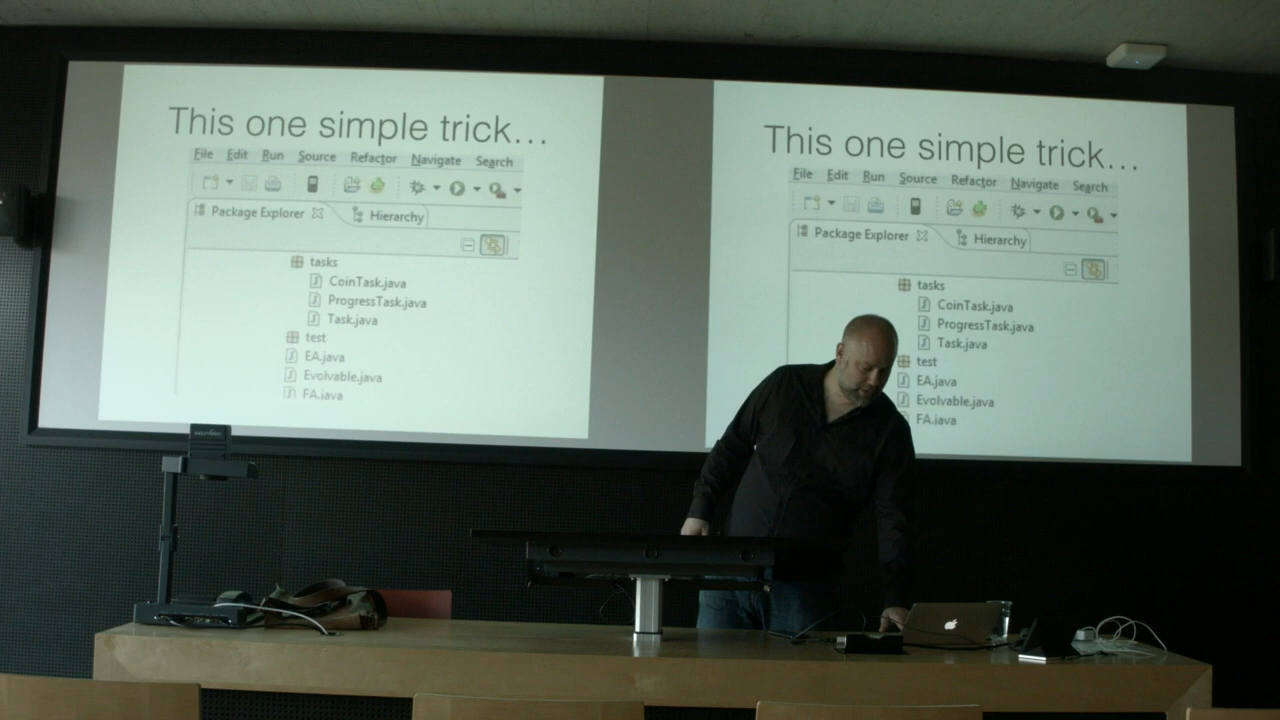 This one simple trick...
File Edit Run Source Refactor Navigate Search
Package Explorer Hierarchy
tasks
CoinTask.java
ProgressTask.java
Task.java
test
EA.java
Evolvable.java
FA.java
This one simple trick...
File Edit Run Source Refactor Navigate Search
Package Explorer Hierarchy
tasks
CoinTask.java
ProgressTask.java
Task.java
test
EA.java
Evolvable.java
FA.java